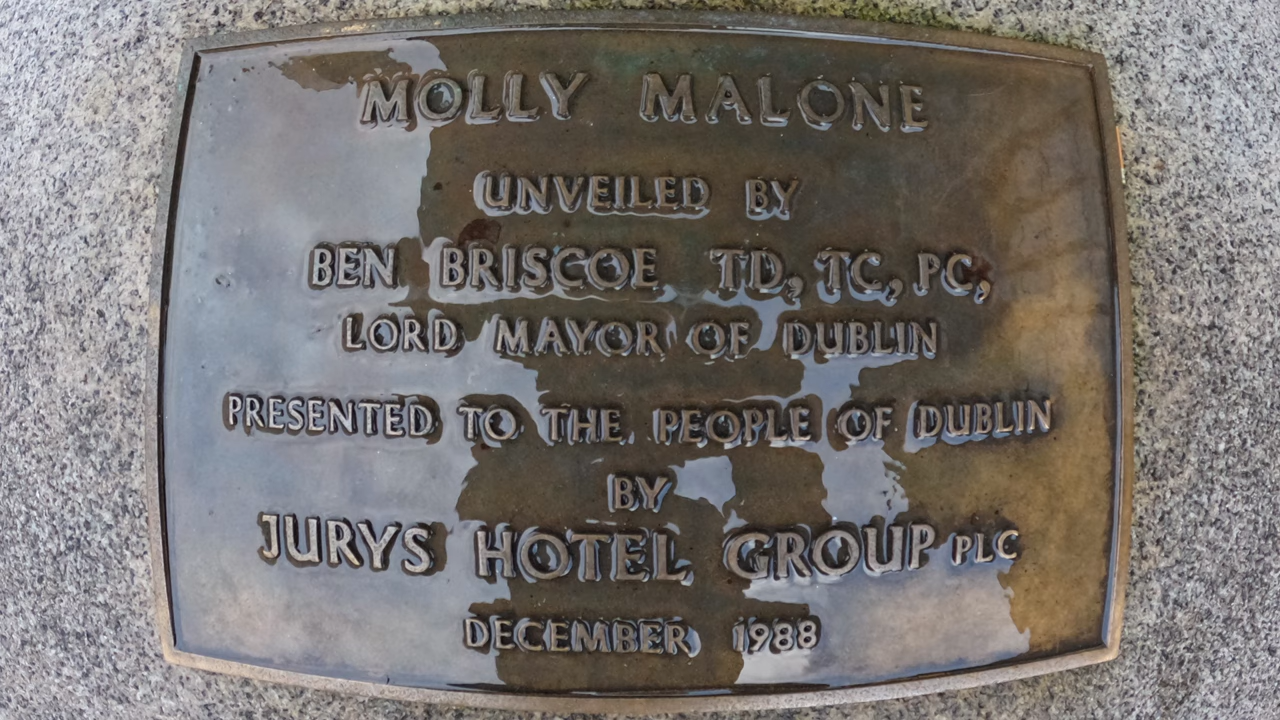 MOLLY MALONE
UNVEILED BY
BEN BRISCOE TD, TC, PC,
LORD MAYOR OF DUBLIN
PRESENTED TO THE PEOPLE OF DUBLIN
BY
JURYS HOTEL GROUP PLC
DECEMBER 1988